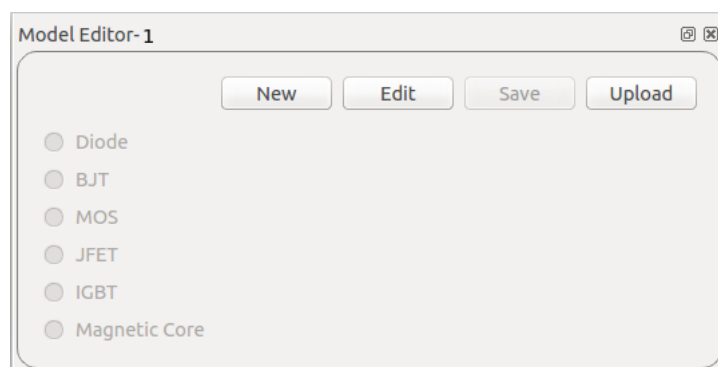 Model Editor-1
New Edit Save Upload
Diode
BJT
MOS
JFET
IGBT
Magnetic Core